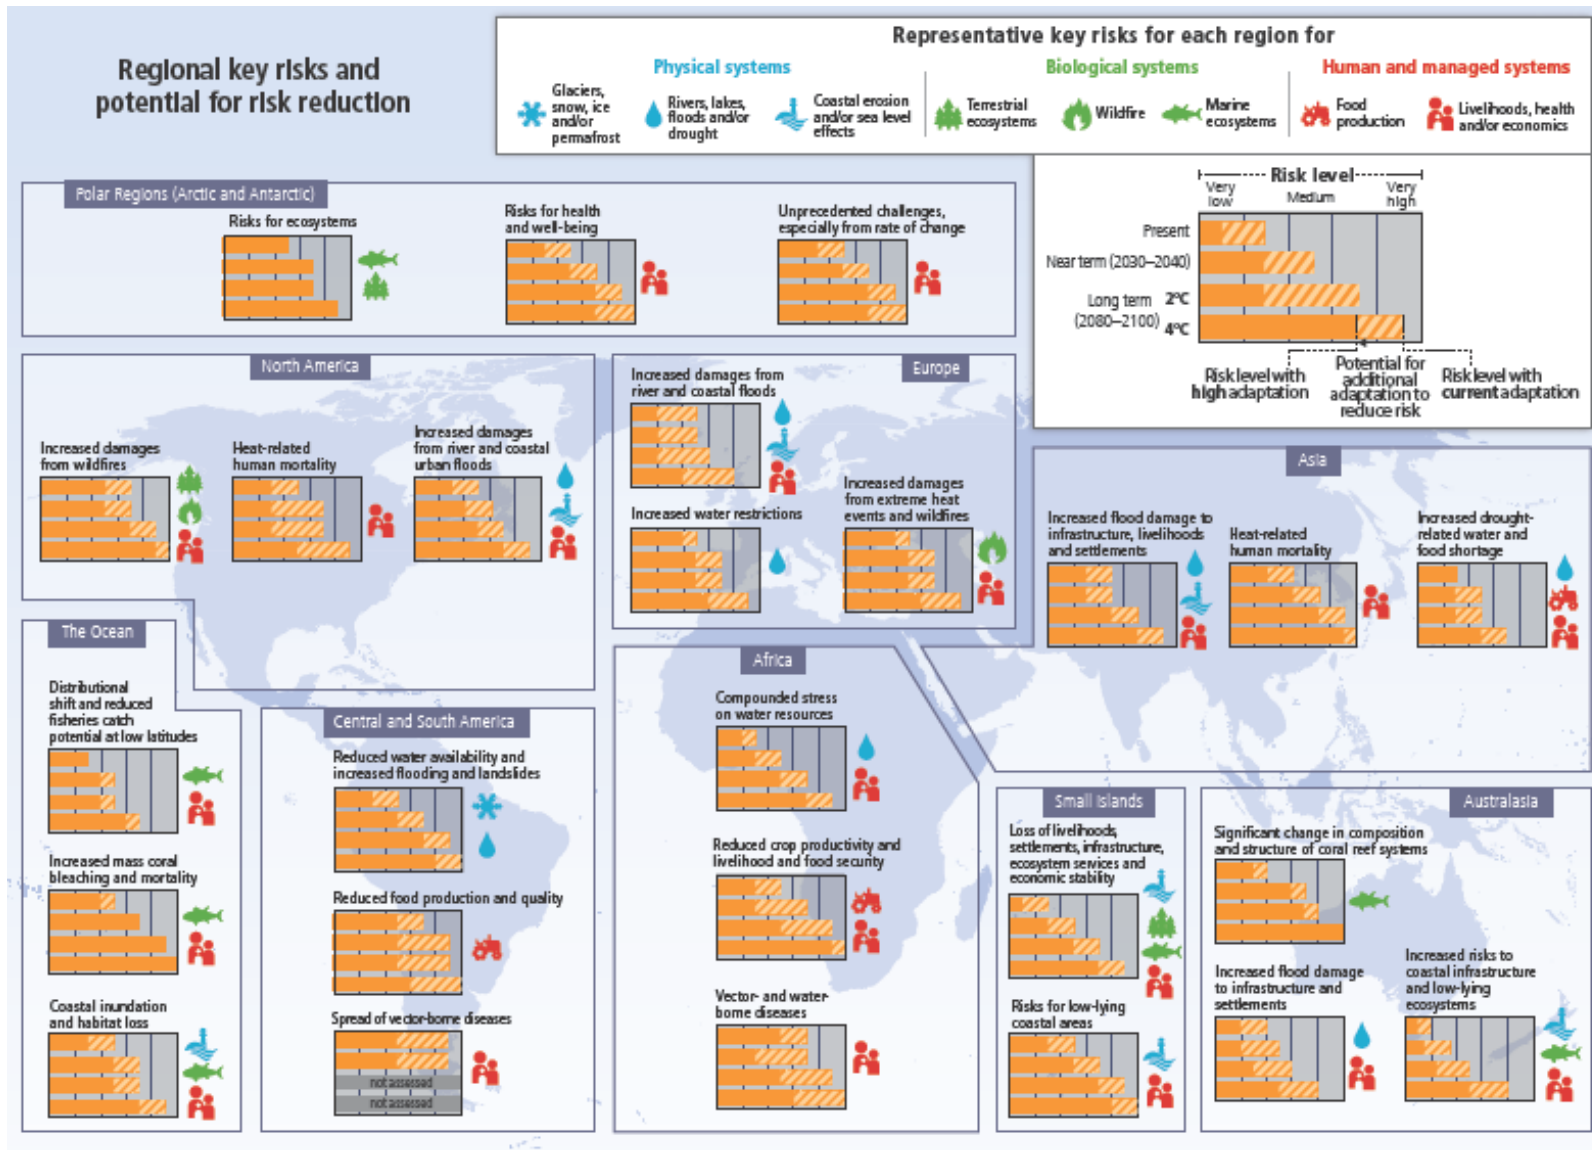 Regional key risks and
potential for risk reduction
Representative key risks for each region for
Physical systems
Biological systems
Human and managed systems
Glaciers,
snow, ice
and/or
permafrost
Rivers, lakes,
floods and/or
drought
Coastal erosion
and/or sea level
effects
Terrestrial
ecosystems
Wildfire
Marine
ecosystems
Food
production
Livelihoods, health
and/or economics
Risk level
Very
low
Medium
Very
high
Present
Near term (2030–2040)
Long term
(2080–2100)
2°C
4°C
Risk level with
high adaptation
Potential for
additional
adaptation to
reduce risk
Risk level with
current adaptation
Polar Regions (Arctic and Antarctic)
Risks for ecosystems
Risks for health
and well-being
Unprecedented challenges,
especially from rate of change
North America
Increased damages
from wildfires
Heat-related
human mortality
Increased damages
from river and coastal
urban floods
Europe
Increased damages from
river and coastal floods
Increased water restrictions
Increased damages
from extreme heat
events and wildfires
Asia
Increased flood damage to
infrastructure, livelihoods
and settlements
Heat-related
human mortality
Increased drought-
related water and
food shortage
The Ocean
Distributional
shift and reduced
fisheries catch
potential at low latitudes
Increased mass coral
bleaching and mortality
Coastal inundation
and habitat loss
Central and South America
Reduced water availability and
increased flooding and landslides
Reduced food production and quality
Spread of vector-borne diseases
not assessed
not assessed
Africa
Compounded stress
on water resources
Reduced crop productivity and
livelihood and food security
Vector- and water-
borne diseases
Small Islands
Loss of livelihoods,
settlements, infrastructure,
ecosystem services and
economic stability
Risks for low-lying
coastal areas
Australasia
Significant change in composition
and structure of coral reef systems
Increased flood damage
to infrastructure and
settlements
Increased risks to
coastal infrastructure
and low-lying
ecosystems